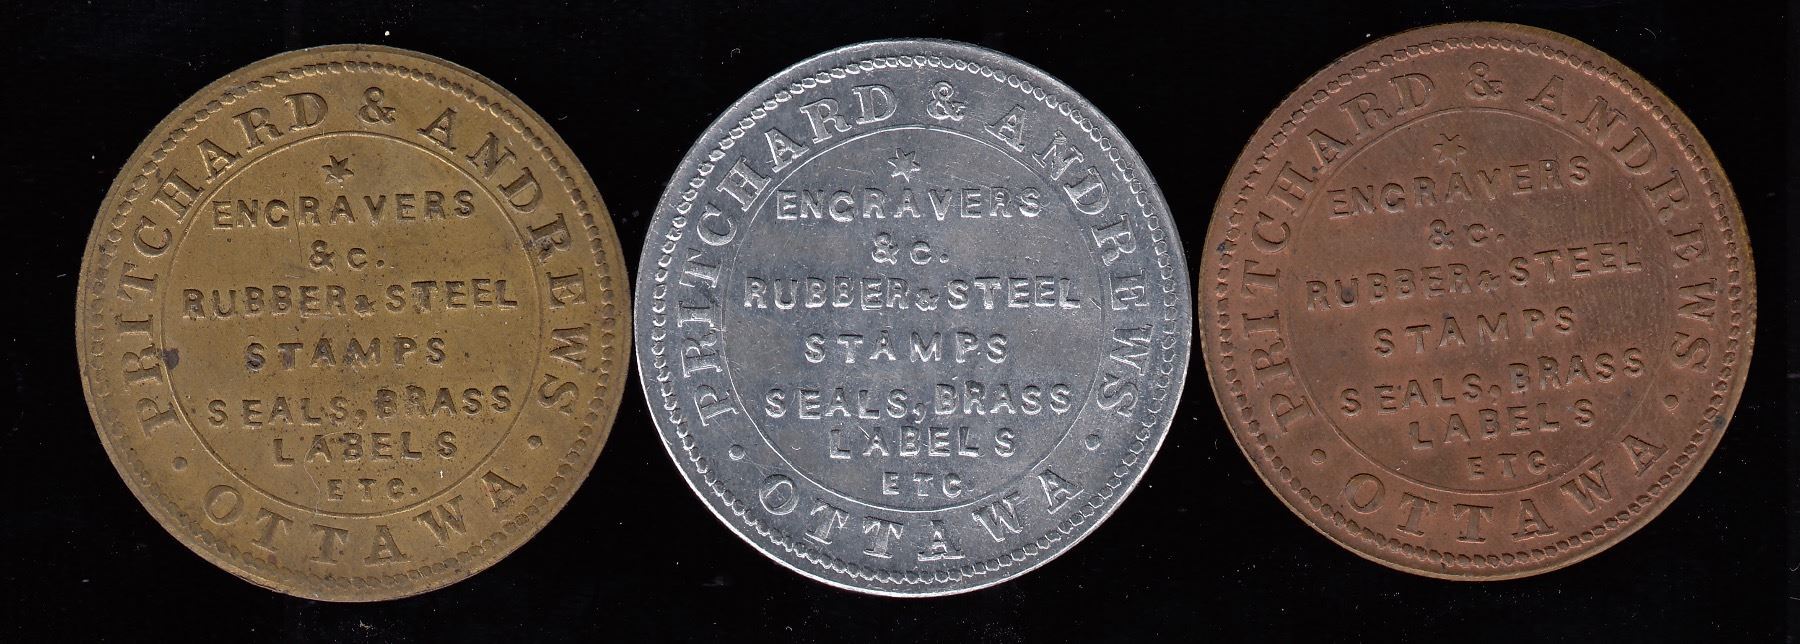 PRITCHARD & ANDREWS
ENGRAVERS
& C.
RUBBER & STEEL
STAMPS
SEALS, BRASS
LABELS
ETC.
• OTTAWA •
PRITCHARD & ANDREWS
ENGRAVERS
& C.
RUBBER & STEEL
STAMPS
SEALS, BRASS
LABELS
ETC.
• OTTAWA •
PRITCHARD & ANDREWS
ENGRAVERS
& C.
RUBBER & STEEL
STAMPS
SEALS, BRASS
LABELS
ETC.
• OTTAWA •